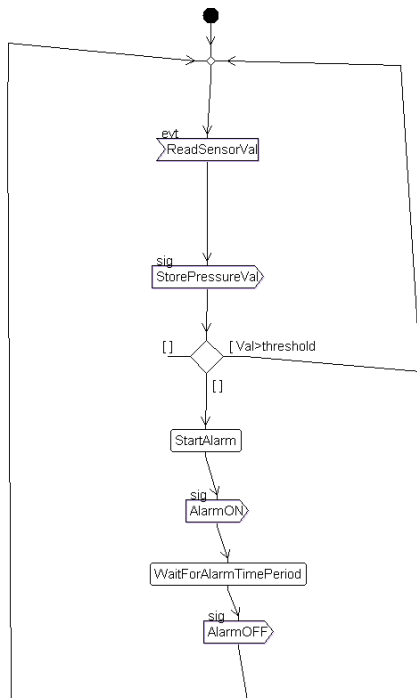 evt
ReadSensorVal
sig
StorePressureVal
[ ]
[ Val>threshold
[ ]
StartAlarm
sig
AlarmON
WaitForAlarmTimePeriod
sig
AlarmOFF